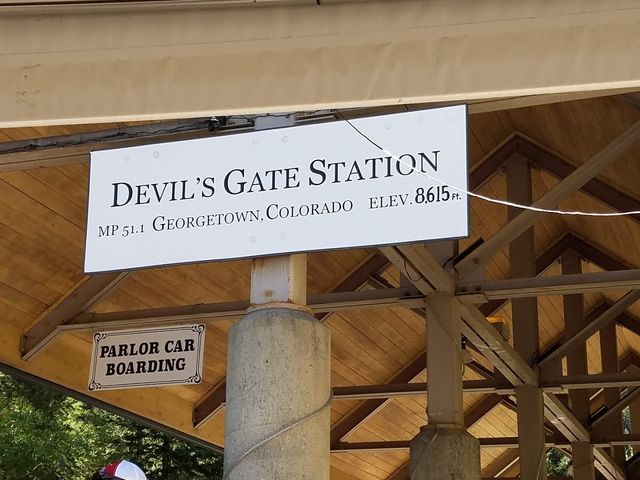 DEVIL'S GATE STATION
MP 51.1 GEORGETOWN, COLORADO ELEV. 8,615 FT.
PARLOR CAR
BOARDING